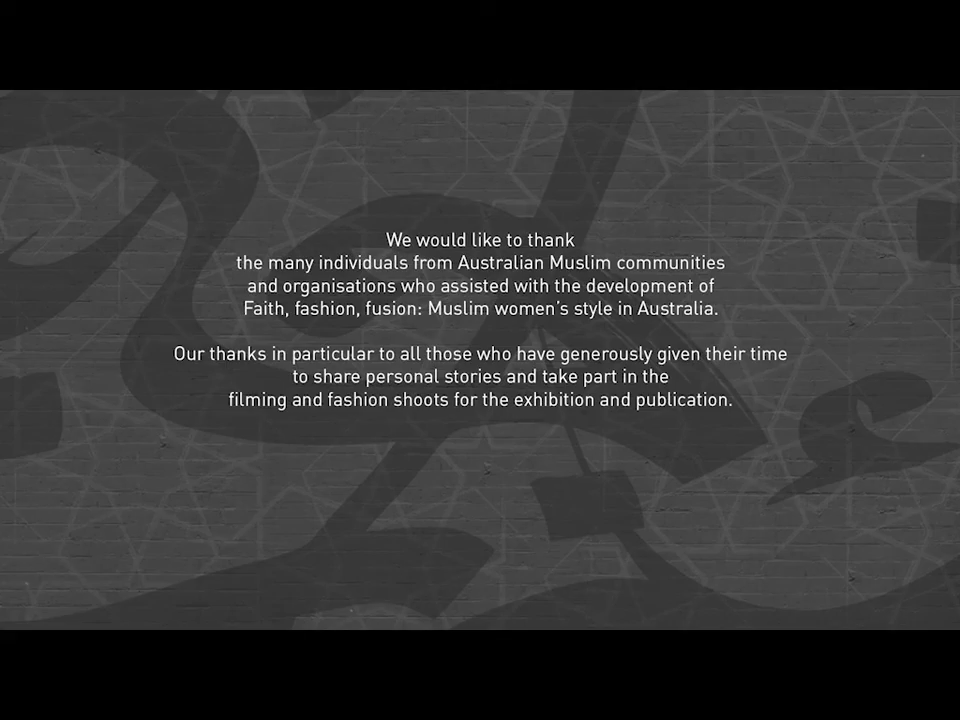 We would like to thank
the many individuals from Australian Muslim communities
and organisations who assisted with the development of
Faith, fashion, fusion: Muslim women's style in Australia.
Our thanks in particular to all those who have generously given their time
to share personal stories and take part in the
filming and fashion shoots for the exhibition and publication.